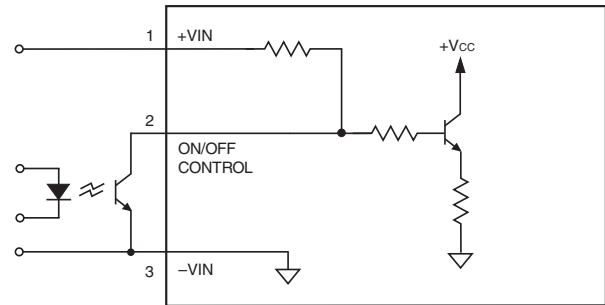 1 +VIN
+VCC
2
ON/OFF
CONTROL
3 –VIN